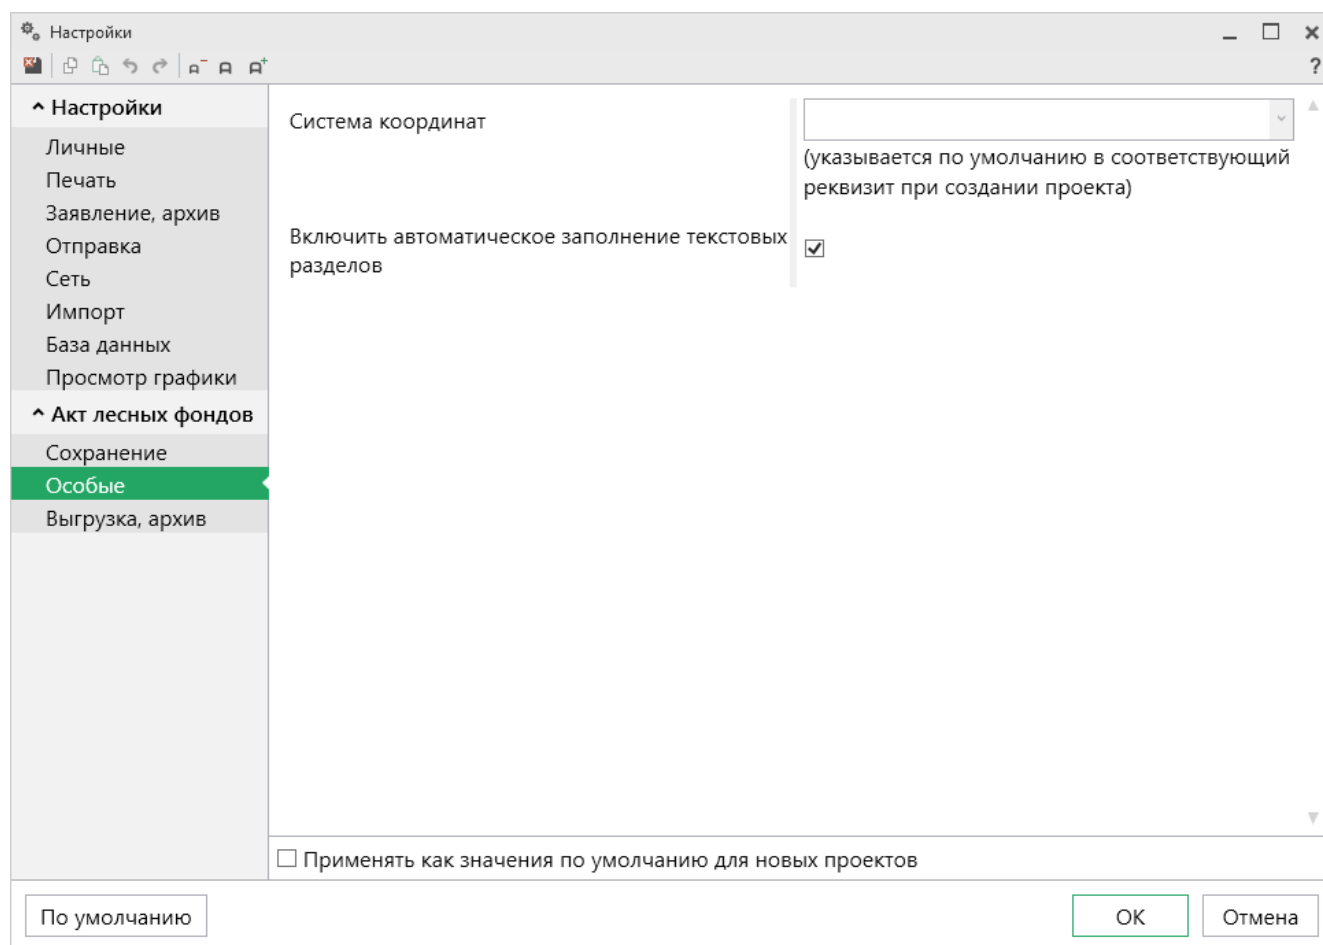 Настройки
?
Настройки
Личные
Печать
Заявление, архив
Отправка
Сеть
Импорт
База данных
Просмотр графики
Акт лесных фондов
Сохранение
Особые
Выгрузка, архив
Система координат
(указывается по умолчанию в соответствующий
реквизит при создании проекта)
Включить автоматическое заполнение текстовых
разделов
Применять как значения по умолчанию для новых проектов
По умолчанию
ОК
Отмена